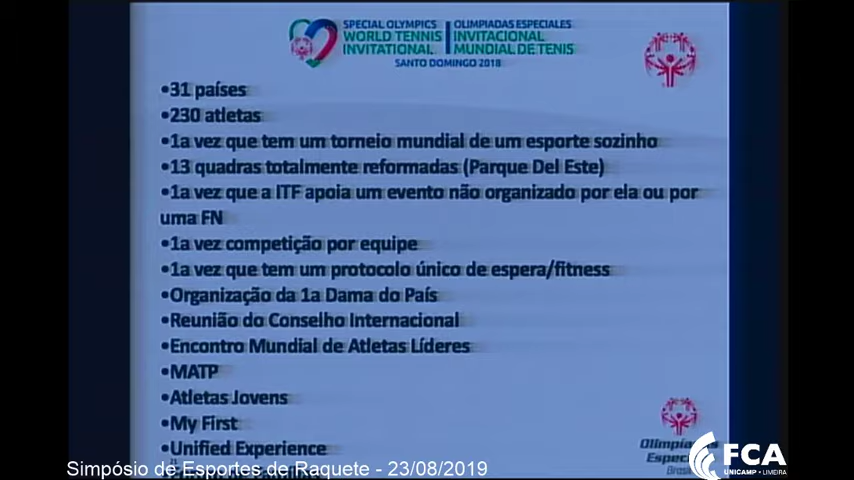 SPECIAL OLYMPICS
WORLD TENNIS
INVITATIONAL
OLIMPIADAS ESPECIALES
INVITACIONAL
MUNDIAL DE TENIS
SANTO DOMINGO 2018
•31 países
•230 atletas
•1a vez que tem um torneio mundial de um esporte sozinho
•13 quadras totalmente reformadas (Parque Del Este)
•1a vez que a ITF apoia um evento não organizado por ela ou por
uma FN
•1a vez competição por equipe
•1a vez que tem um protocolo único de espera/fitness
•Organização da 1a Dama do País
•Reunião do Conselho Internacional
•Encontro Mundial de Atletas Líderes
•MATP
•Atletas Jovens
•My First
•Unified Experience
Simpósio de Esportes de Raquete - 23/08/2019
FCA
UNICAMP • LIMEIRA